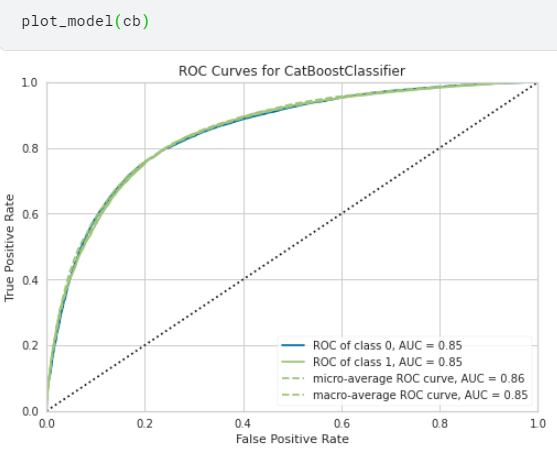 plot_model(cb)
ROC Curves for CatBoostClassifier
1.0
0.8
0.6
0.4
0.2
0.0
True Positive Rate
ROC of class 0, AUC = 0.85
ROC of class 1, AUC = 0.85
micro-average ROC curve, AUC = 0.86
macro-average ROC curve, AUC = 0.85
0.0 0.2 0.4 0.6 0.8 1.0
False Positive Rate